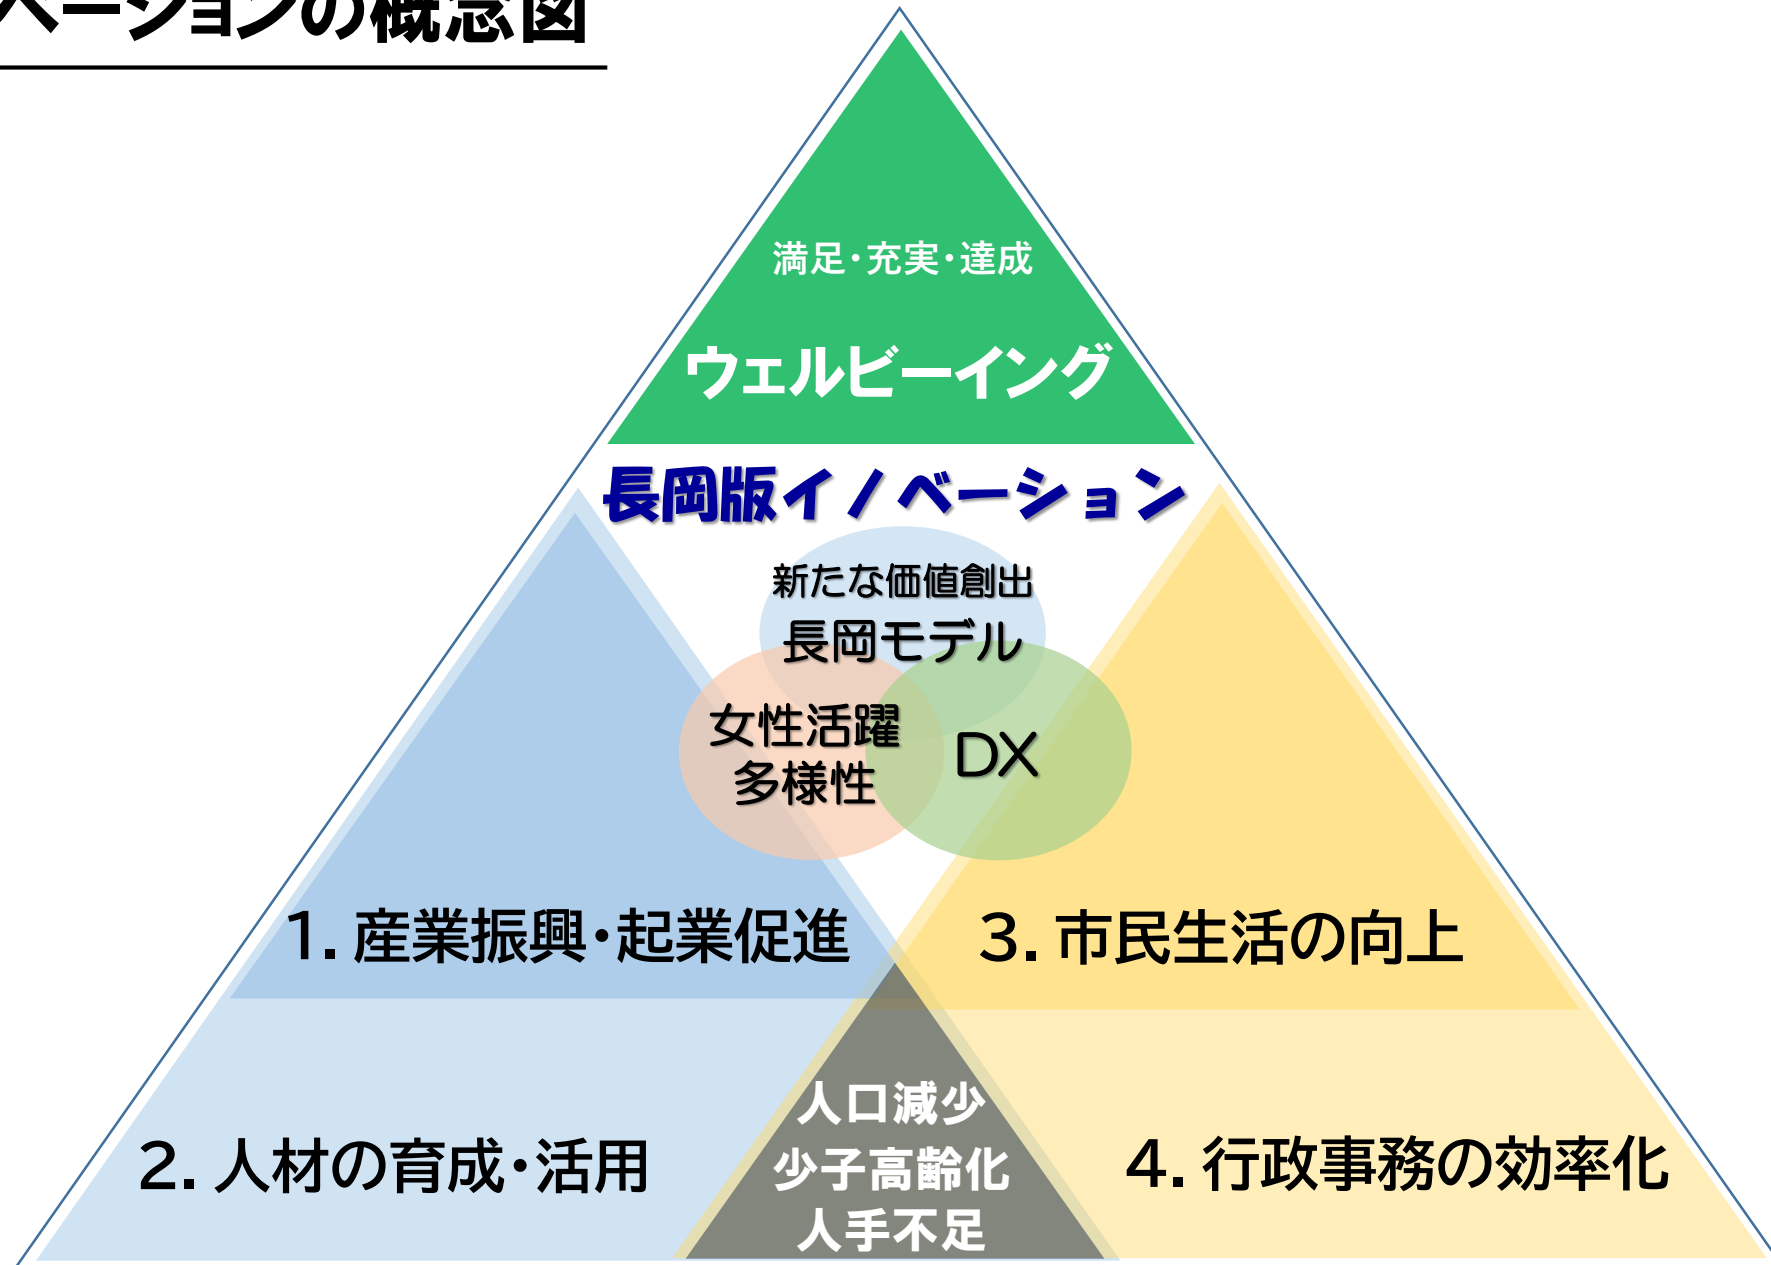 ベーションの概念図
満足・充実・達成
ウェルビーイング
長岡版イノベーション
新たな価値創出
長岡モデル
女性活躍
多様性
DX
1. 産業振興・起業促進
3. 市民生活の向上
人口減少
2. 人材の育成・活用
少子高齢化
4. 行政事務の効率化
人手不足